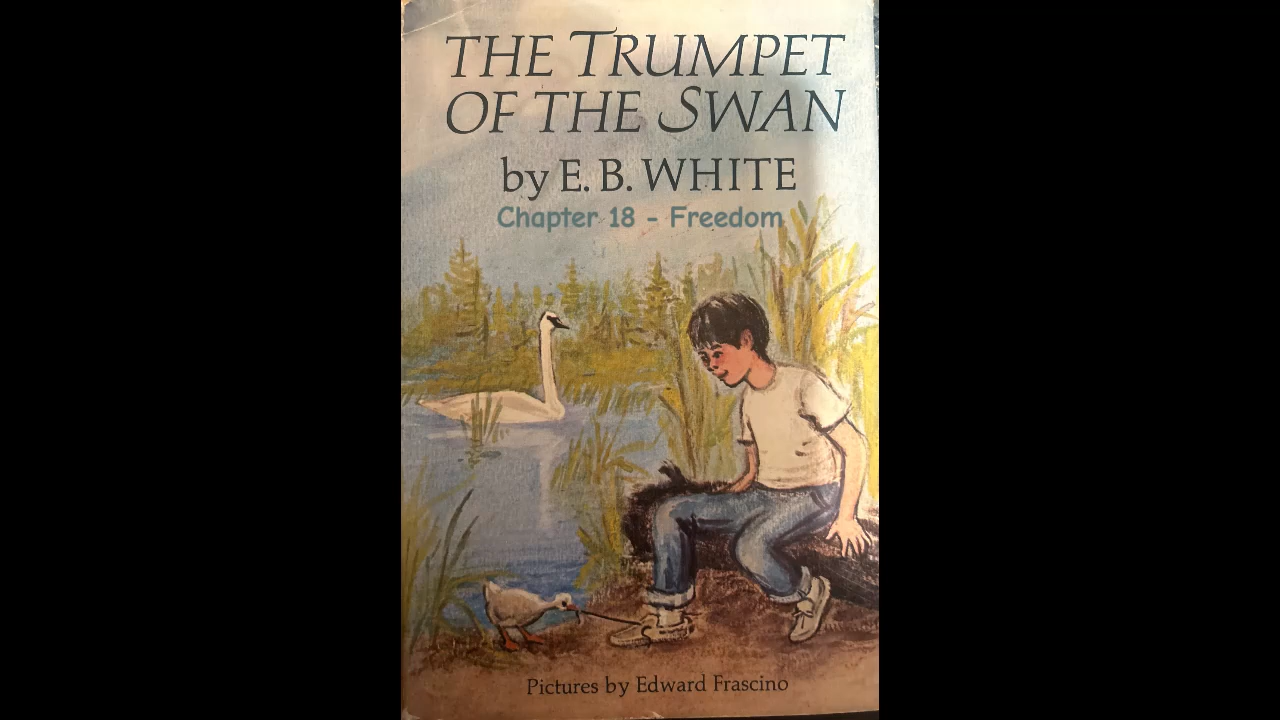 THE TRUMPET
OF THE SWAN
by E. B. WHITE
Chapter 18 - Freedom
Pictures by Edward Frascino